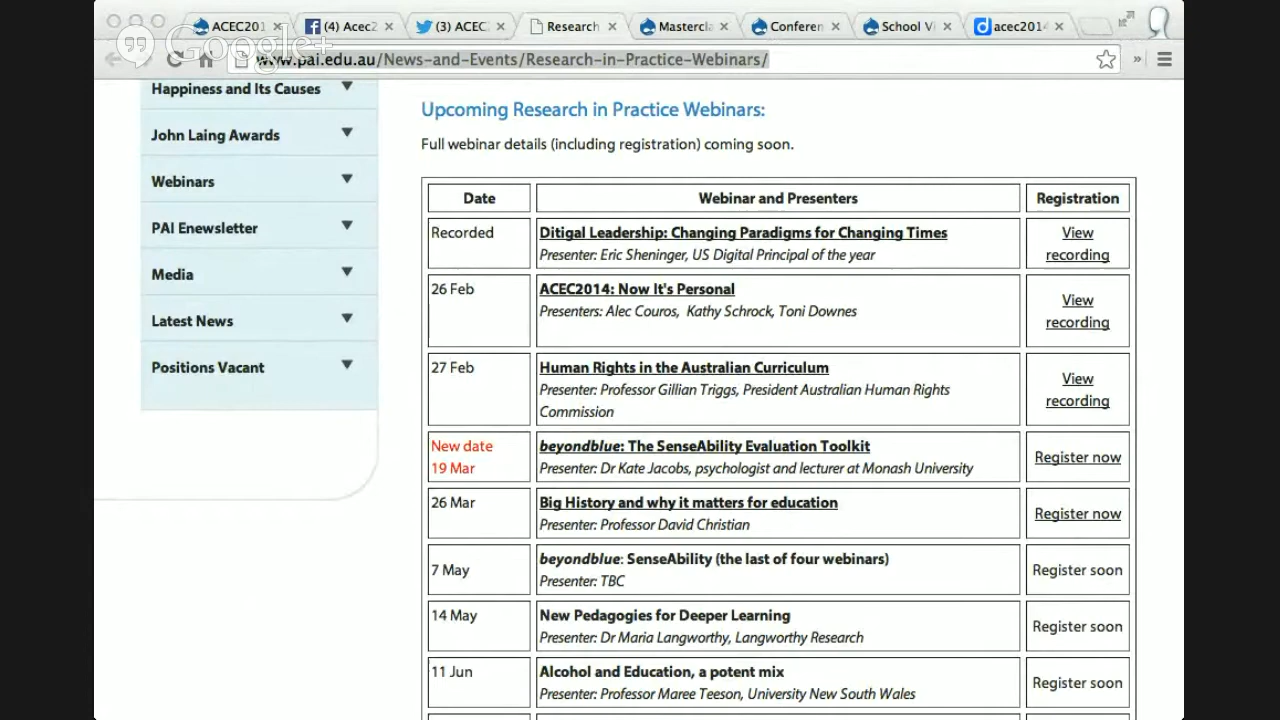 ACEC201
(4) Acec2
(3) ACEC
Research
Mastercla
Conferen
School Vi
acec2014
Google+
www.pai.edu.au/News-and-Events/Research-in-Practice-Webinars/
Happiness and Its Causes
John Laing Awards
Webinars
PAI Enewsletter
Media
Latest News
Positions Vacant
Upcoming Research in Practice Webinars:
Full webinar details (including registration) coming soon.
Date Webinar and Presenters Registration
Recorded Ditigal Leadership: Changing Paradigms for Changing Times View
Presenter: Eric Sheninger, US Digital Principal of the year recording
26 Feb ACEC2014: Now It's Personal View
Presenters: Alec Couros, Kathy Schrock, Toni Downes recording
27 Feb Human Rights in the Australian Curriculum View
Presenter: Professor Gillian Triggs, President Australian Human Rights recording
Commission
New date beyondblue: The SenseAbility Evaluation Toolkit Register now
19 Mar Presenter: Dr Kate Jacobs, psychologist and lecturer at Monash University
26 Mar Big History and why it matters for education Register now
Presenter: Professor David Christian
7 May beyondblue: SenseAbility (the last of four webinars) Register soon
Presenter: TBC
14 May New Pedagogies for Deeper Learning Register soon
Presenter: Dr Maria Langworthy, Langworthy Research
11 Jun Alcohol and Education, a potent mix Register soon
Presenter: Professor Maree Teeson, University New South Wales